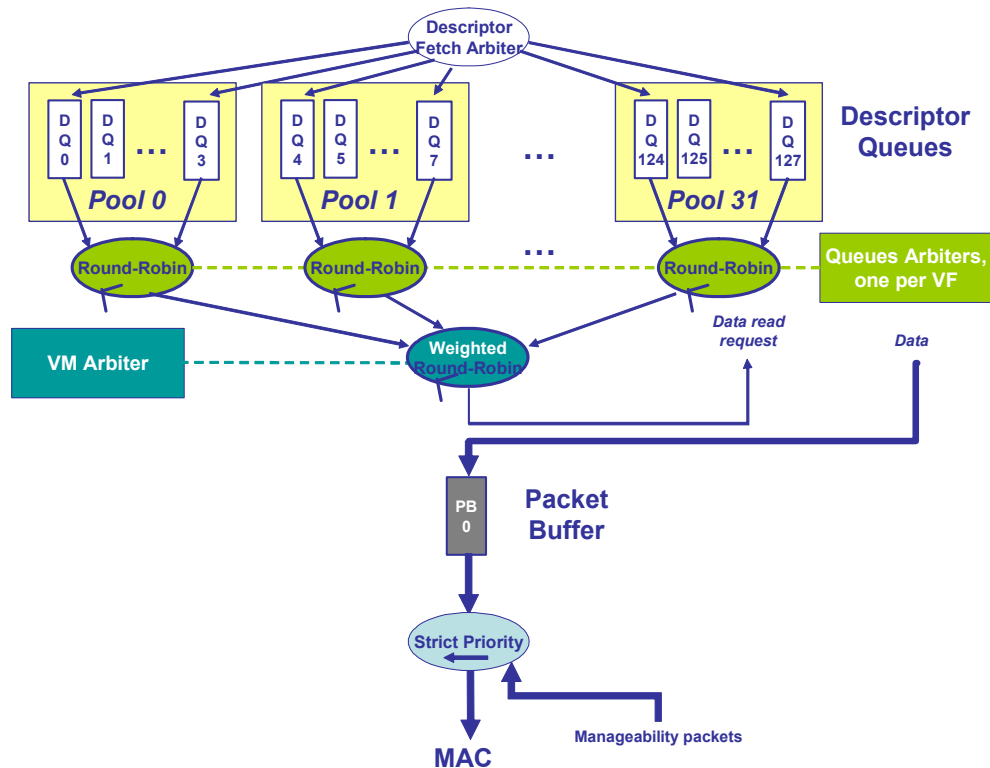 Descriptor
Fetch Arbiter
D
Q
0
D
Q
1
...
D
Q
3
Pool 0
D
Q
4
D
Q
5
...
D
Q
7
Pool 1
...
D
Q
124
D
Q
125
...
D
Q
127
Pool 31
Descriptor
Queues
Round-Robin
Round-Robin
...
Round-Robin
Queues Arbiters,
one per VF
VM Arbiter
Weighted
Round-Robin
Data read
request
Data
PB
0
Packet
Buffer
Strict Priority
Manageability packets
MAC